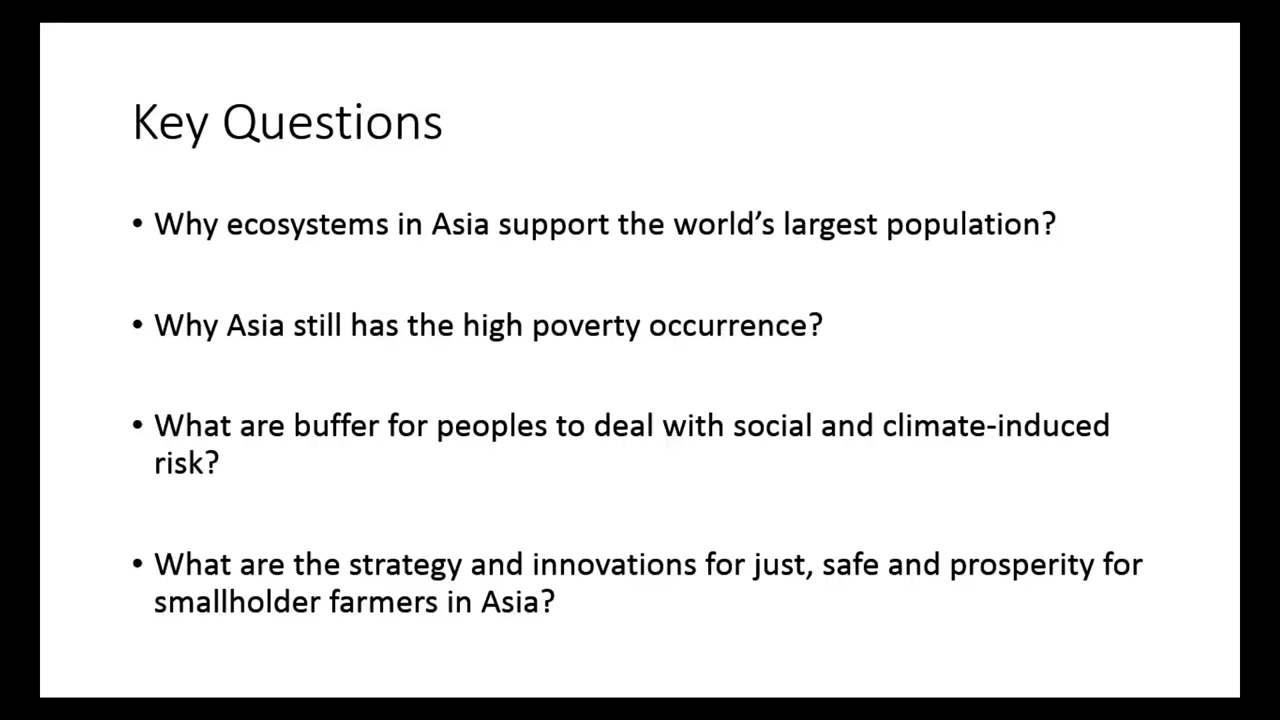 Key Questions
• Why ecosystems in Asia support the world’s largest population?
• Why Asia still has the high poverty occurrence?
• What are buffer for peoples to deal with social and climate-induced
risk?
• What are the strategy and innovations for just, safe and prosperity for
smallholder farmers in Asia?